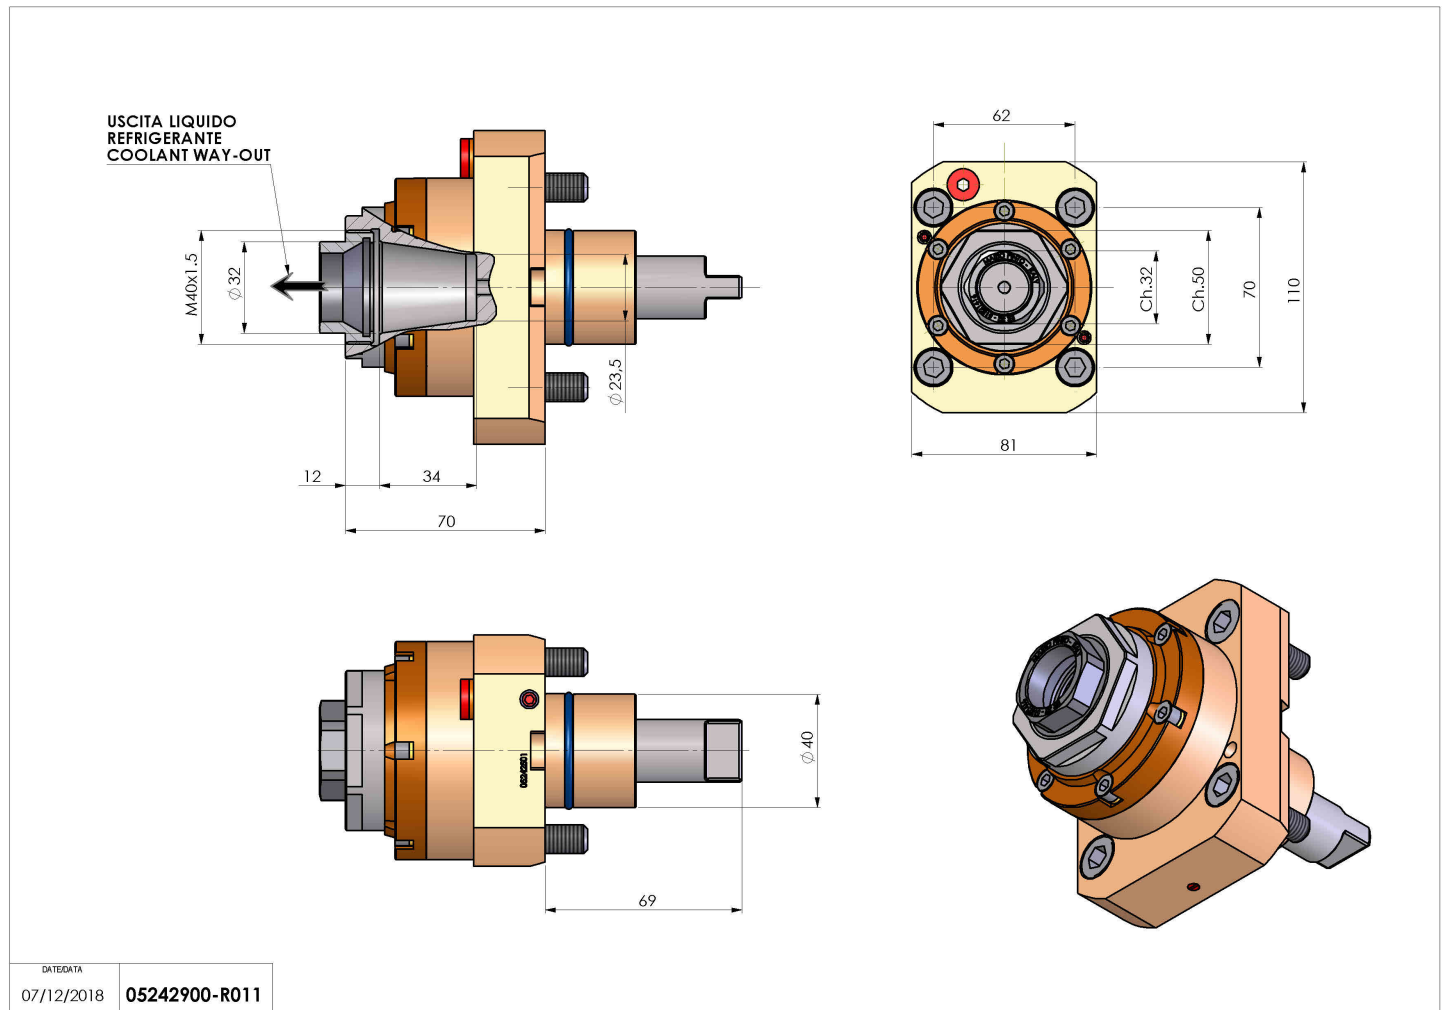 USCITA LIQUIDO
REFRIGERANTE
COOLANT WAY-OUT
M40x1.5
Ø32
Ø23,5
12
34
70
62
Ch.32
Ch.50
70
110
81
05242801
Ø40
69
DATE/DATA
07/12/2018
05242900-R011